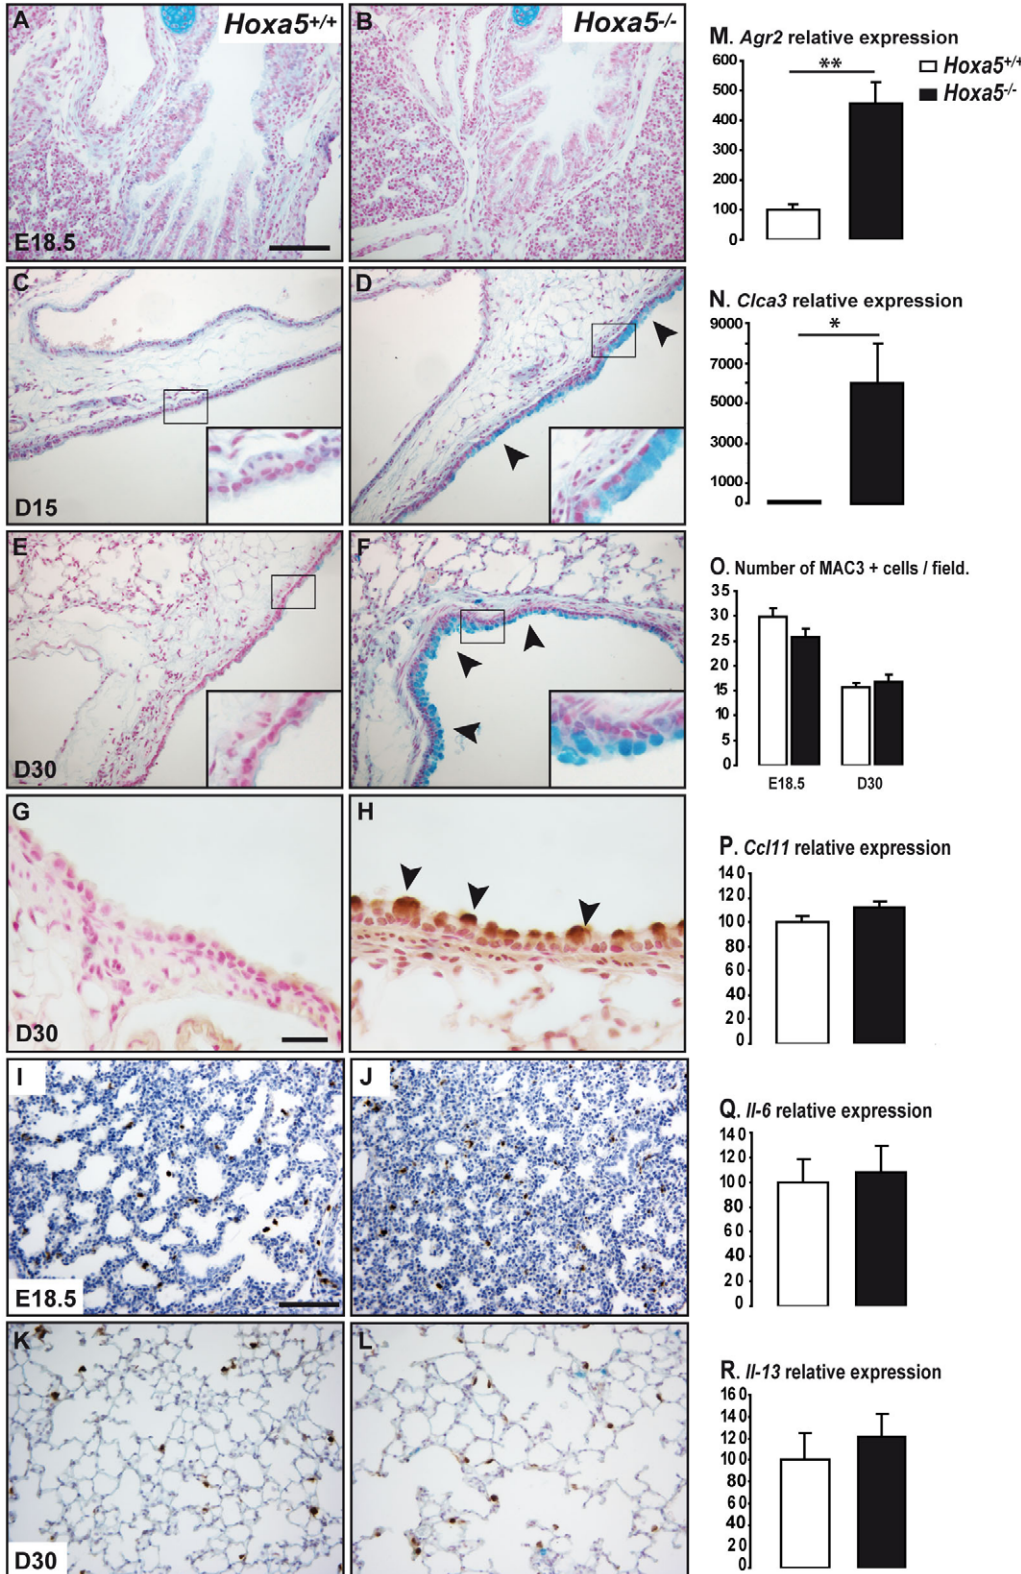 A
Hoxa5+/+
B
Hoxa5-/-
E18.5
C
D
D15
E
F
D30
G
H
D30
I
J
E18.5
K
L
D30
M. Agr2 relative expression
600
500
400
300
200
100
0
**
Hoxa5+/+
Hoxa5-/-
N. Clca3 relative expression
9000
7000
5000
3000
1000
0
*
O. Number of MAC3 + cells / field.
35
30
25
20
15
10
5
0
E18.5 D30
P. Ccl11 relative expression
140
120
100
80
60
40
20
0
Q. Il-6 relative expression
140
120
100
80
60
40
20
0
R. Il-13 relative expression
160
140
120
100
80
60
40
20
0